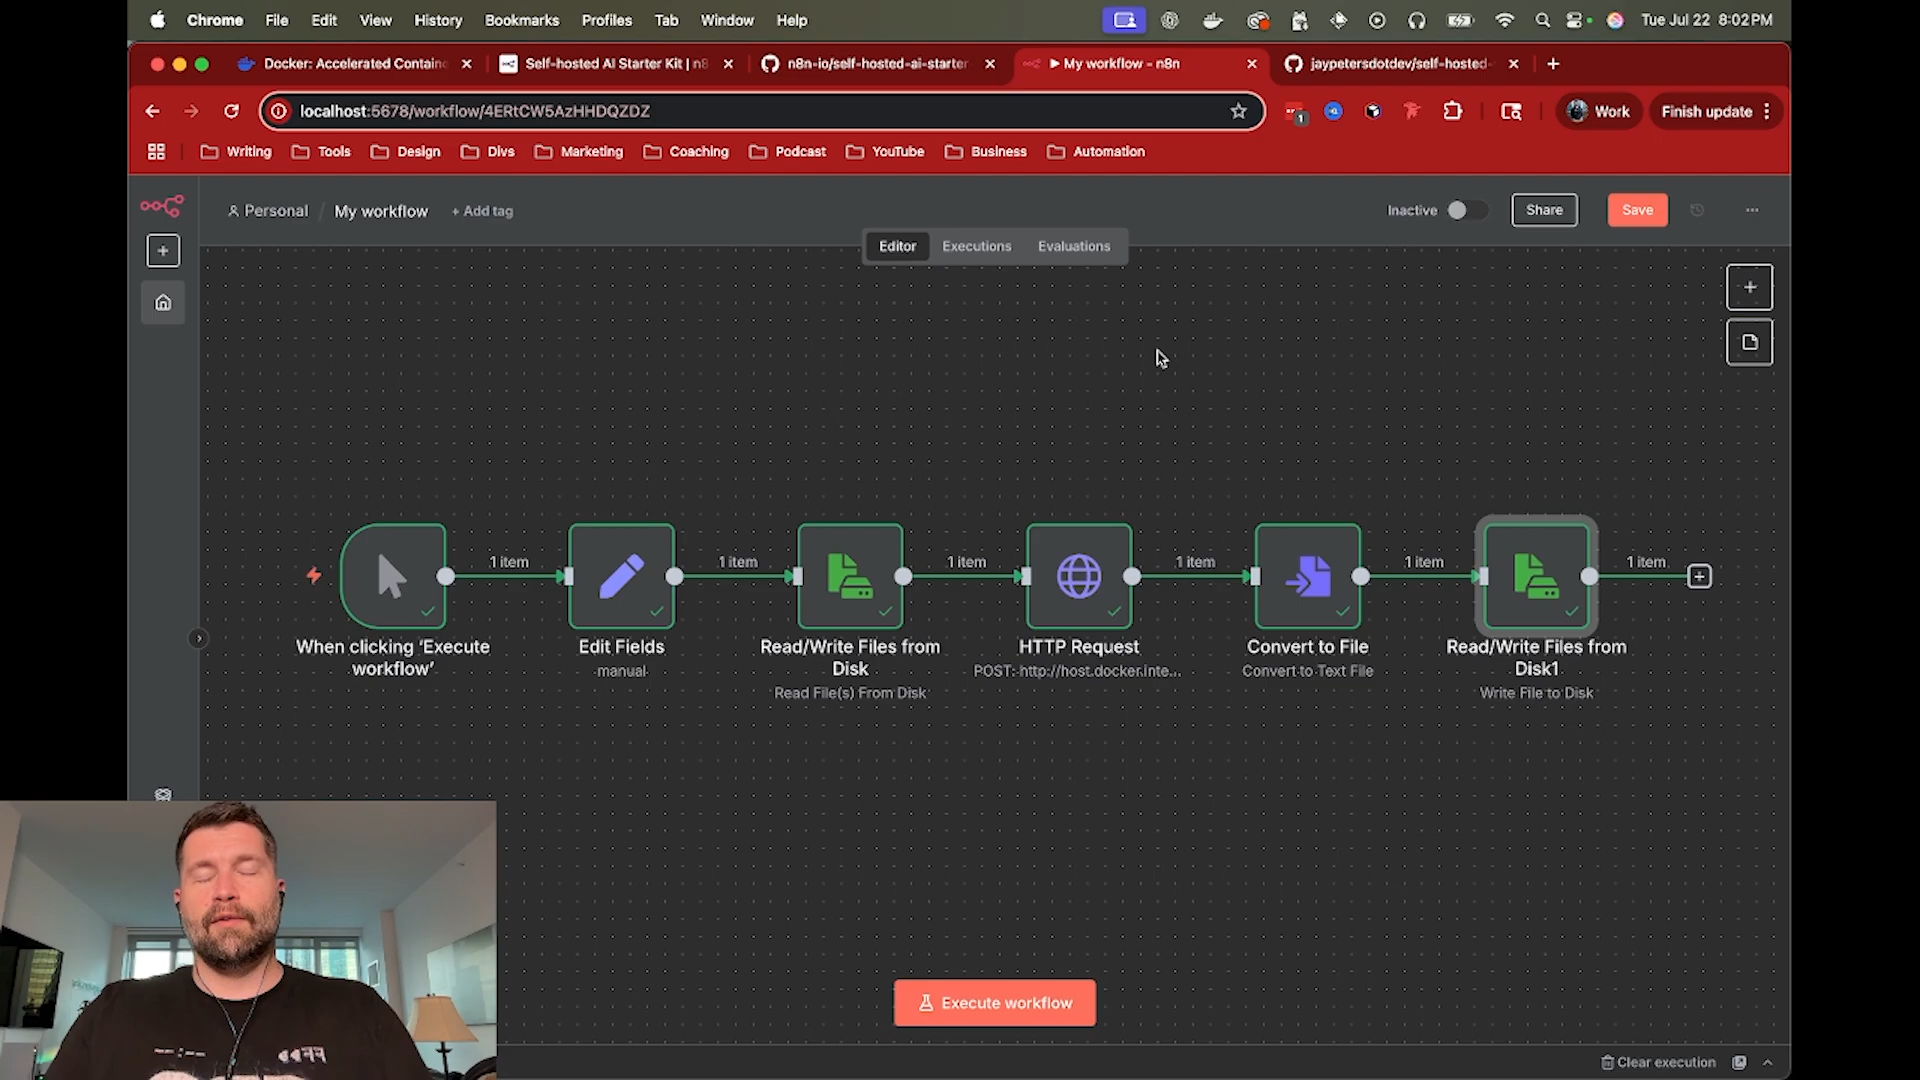 Chrome File Edit View History Bookmarks Profiles Tab Window Help Tue Jul 22 8:02 PM
Docker: Accelerated Contain Self-hosted AI Starter Kit | n8 n8n-io/self-hosted-ai-starter ▶ My workflow - n8n jaypetersdotdev/self-hosted-
localhost:5678/workflow/4ERtCW5AzHHDQZDZ 1 Work Finish update
Writing Tools Design Divs Marketing Coaching Podcast YouTube Business Automation
Personal / My workflow + Add tag Inactive Share Save ...
Editor Executions Evaluations
1 item 1 item 1 item 1 item 1 item 1 item
When clicking ‘Execute workflow’
Edit Fields
manual
Read/Write Files from Disk
Read File(s) From Disk
HTTP Request
POST: http://host.docker.inte...
Convert to File
Convert to Text File
Read/Write Files from Disk1
Write File to Disk
Execute workflow
Clear execution